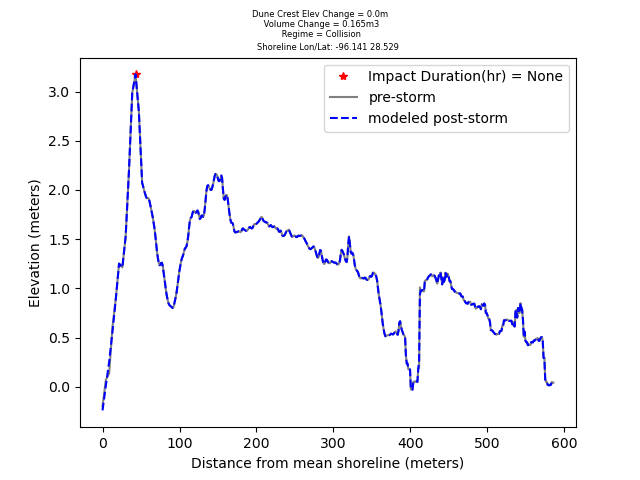 Dune Crest Elev Change = 0.0m
Volume Change = 0.165m3
Regime = Collision
Shoreline Lon/Lat: -96.141 28.529
Impact Duration(hr) = None
pre-storm
modeled post-storm
Elevation (meters)
3.0
2.5
2.0
1.5
1.0
0.5
0.0
0 100 200 300 400 500 600
Distance from mean shoreline (meters)